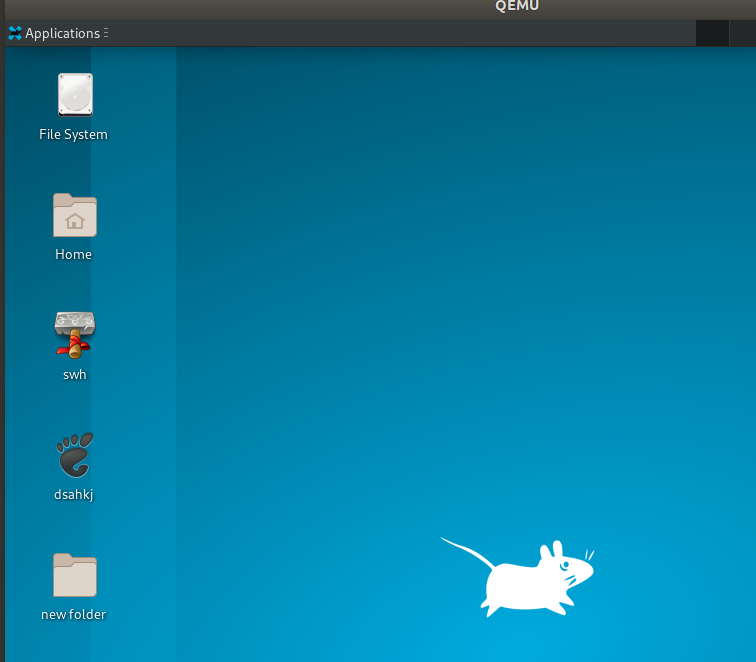 QEMU
Applications
File System
Home
swh
dsahkj
new folder